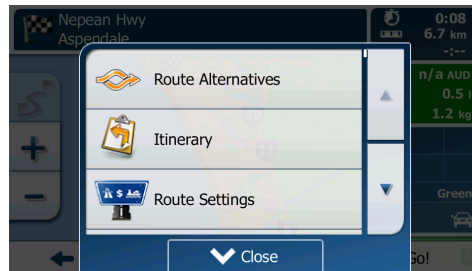 Nepean Hwy
Aspendale
0:08
6.7 km
-:--
n/a AUD
0.5 l
1.2 kg
Route Alternatives
Itinerary
Route Settings
Green
Close
Go!